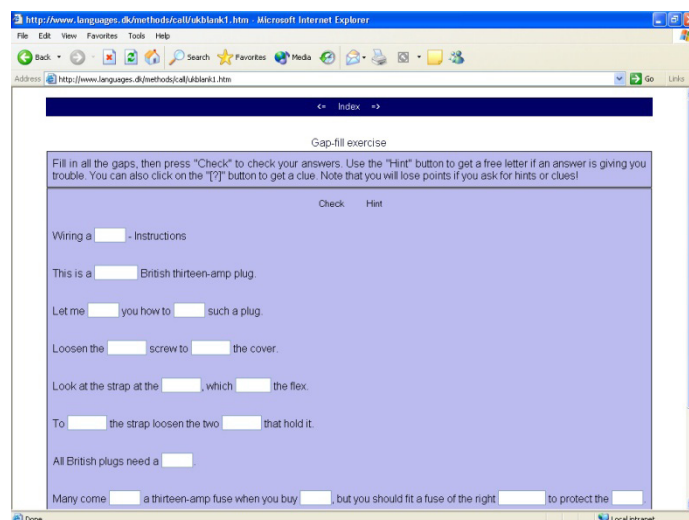 http://www.languages.dk/methods/call/ukblank1.htm - Microsoft Internet Explorer
File Edit View Favorites Tools Help
Back Search Favorites Media
Address http://www.languages.dk/methods/call/ukblank1.htm Go Links
<= Index =>
Gap-fill exercise
Fill in all the gaps, then press "Check" to check your answers. Use the "Hint" button to get a free letter if an answer is giving you
trouble. You can also click on the "[?]" button to get a clue. Note that you will lose points if you ask for hints or clues!
Check Hint
Wiring a - Instructions
This is a British thirteen-amp plug.
Let me you how to such a plug.
Loosen the screw to the cover.
Look at the strap at the , which the flex.
To the strap loosen the two that hold it.
All British plugs need a .
Many come a thirteen-amp fuse when you buy , but you should fit a fuse of the right to protect the .
Done Local intranet